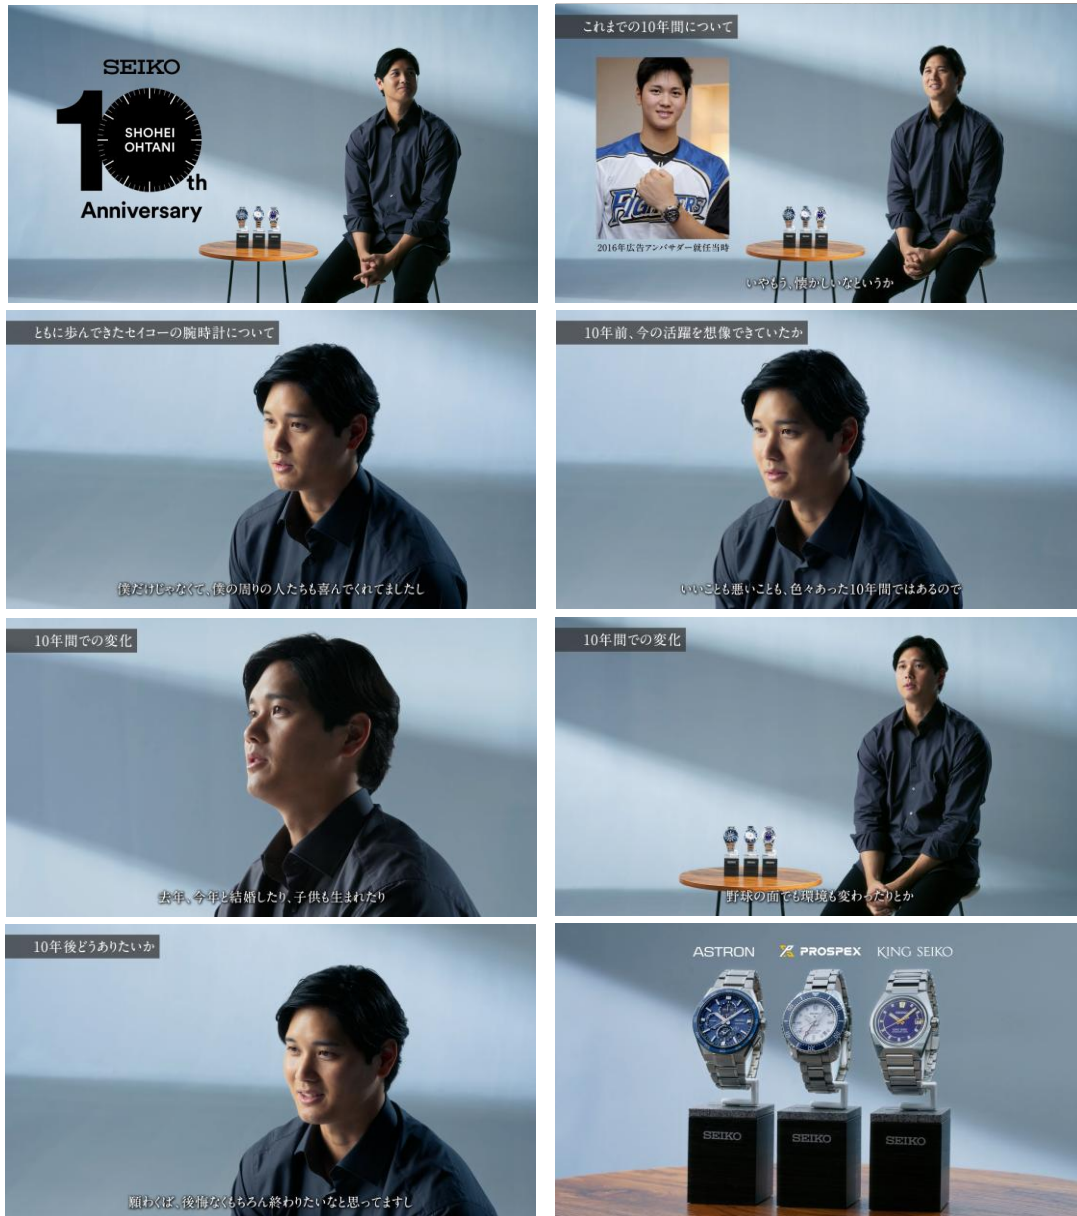 SEIKO
10th
SHOHEI
OHTANI
Anniversary
これまでの10年間について
FIGHTERS
2016年広告アンバサダー就任当時
いやもう、懐かしいなというか
ともに歩んできたセイコーの腕時計について
僕だけじゃなくて、僕の周りの人たちも喜んでくれてましたし
10年前、今の活躍を想像できていたか
いいことも悪いことも、色々あった10年間ではあるので
10年間での変化
去年、今年と結婚したり、子供も生まれたり
10年間での変化
野球の面でも環境も変わったりとか
10年後どうありたいか
願わくば、後悔なくもちろん終わりたいなと思ってますし
ASTRON
PROSPEX
KING SEIKO
SEIKO
SEIKO
SEIKO